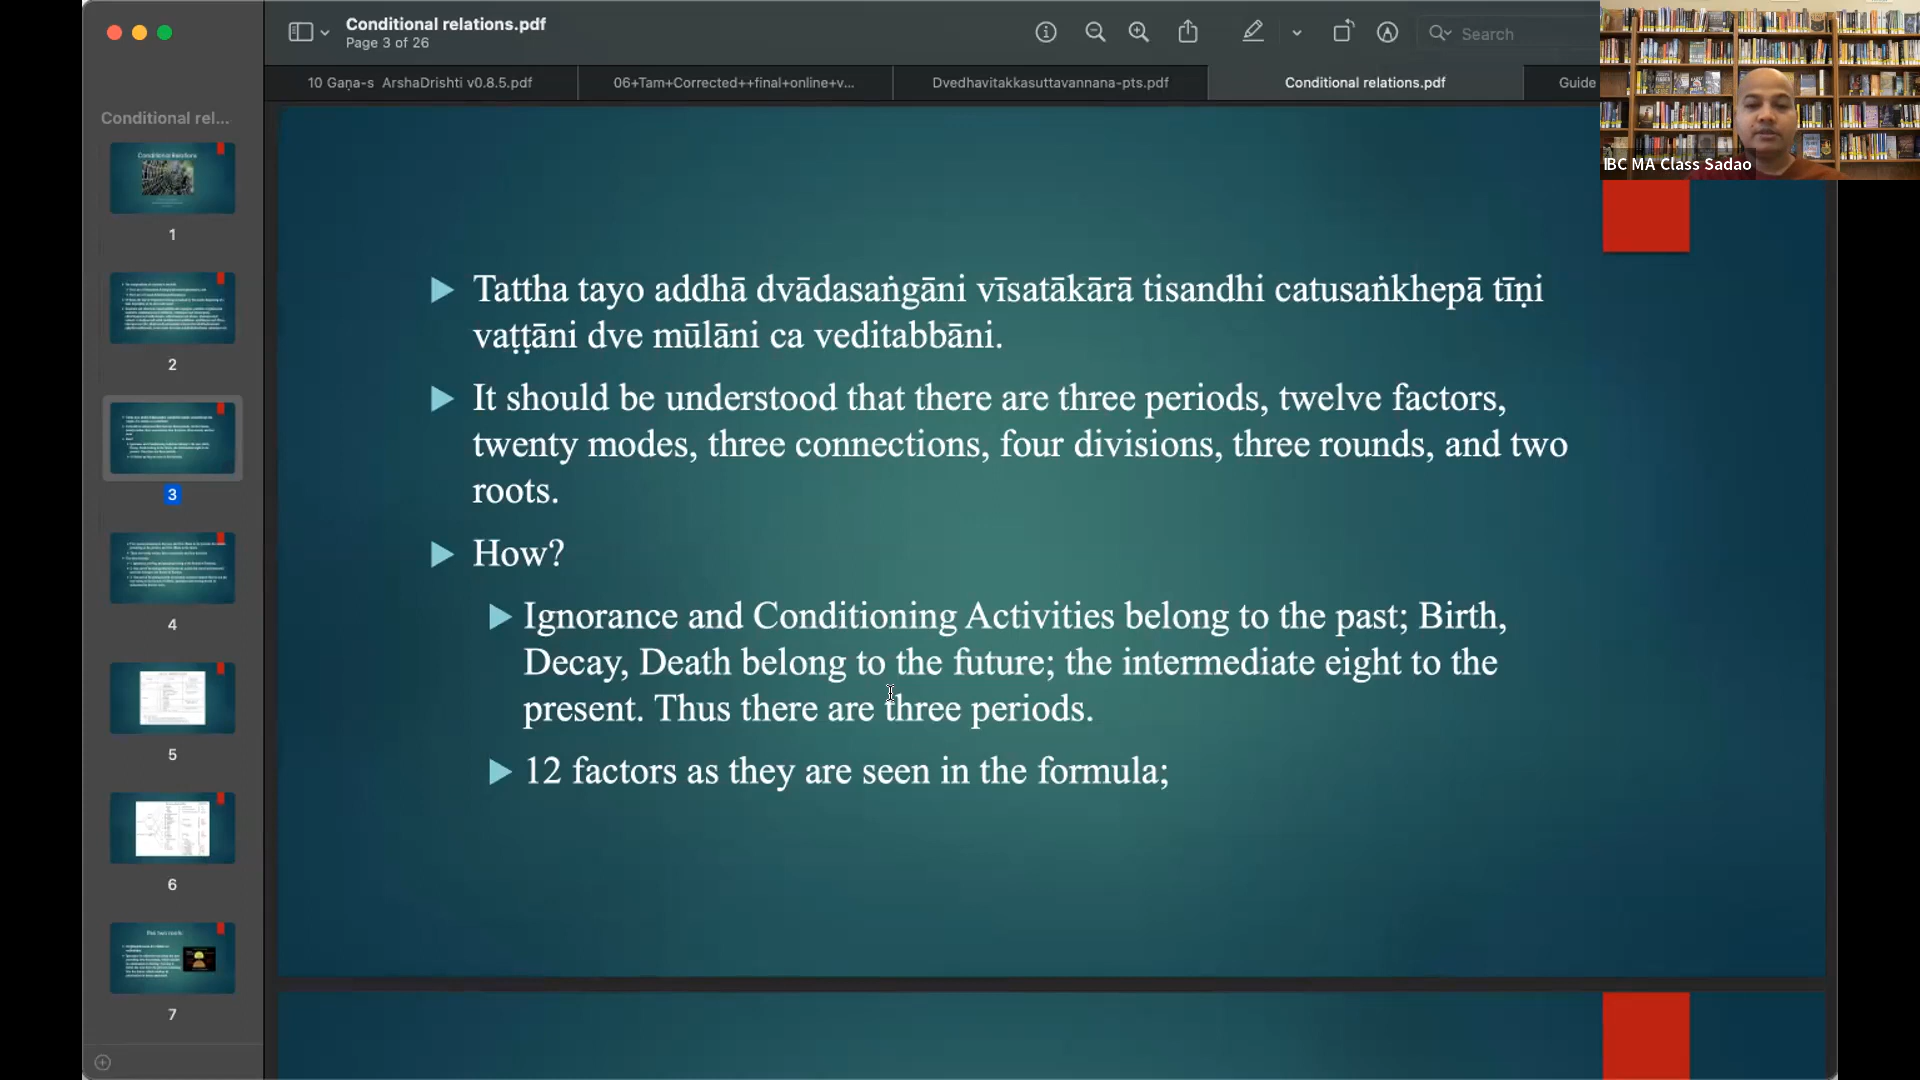 Conditional relations.pdf
Page 3 of 26
Search
10 Gaṇa-s ArshaDrishti v0.8.5.pdf
06+Tam+Corrected++final+online+v...
Dvedhavitakkasuttavannana-pts.pdf
Conditional relations.pdf
Guide
IBC MA Class Sadao
Conditional rel...
Conditional Relations
1
2
3
4
5
6
7
Tattha tayo addhā dvādasaṅgāni vīsatākārā tisandhi catusaṅkhepā tīṇi
vaṭṭāni dve mūlāni ca veditabbāni.
It should be understood that there are three periods, twelve factors,
twenty modes, three connections, four divisions, three rounds, and two
roots.
How?
Ignorance and Conditioning Activities belong to the past; Birth,
Decay, Death belong to the future; the intermediate eight to the
present. Thus there are three periods.
12 factors as they are seen in the formula;